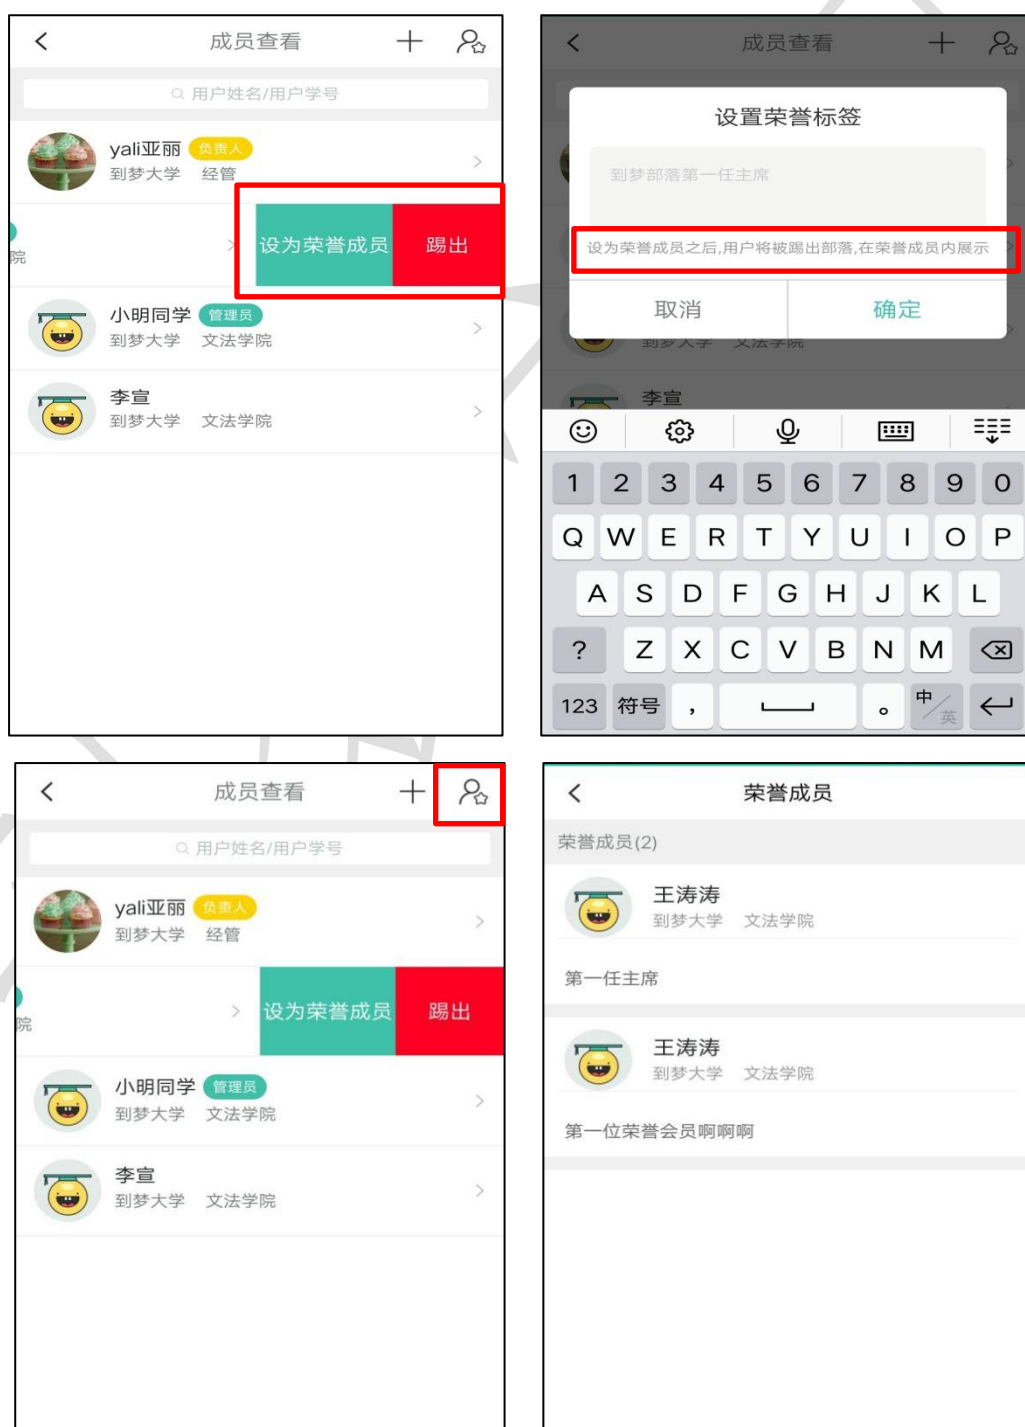 成员查看
用户姓名/用户学号
yali亚丽 负责人
到梦大学 经管
院
设为荣誉成员 踢出
小明同学 管理员
到梦大学 文法学院
李宣
到梦大学 文法学院
成员查看
设置荣誉标签
到梦部落第一任主席
设为荣誉成员之后,用户将被踢出部落,在荣誉成员内展示
取消 确定
到梦大学 文法学院
李宣
1 2 3 4 5 6 7 8 9 0
Q W E R T Y U I O P
A S D F G H J K L
? Z X C V B N M
123 符号 , 。 中/英
成员查看
用户姓名/用户学号
yali亚丽 负责人
到梦大学 经管
院
设为荣誉成员 踢出
小明同学 管理员
到梦大学 文法学院
李宣
到梦大学 文法学院
荣誉成员
荣誉成员(2)
王涛涛
到梦大学 文法学院
第一任主席
王涛涛
到梦大学 文法学院
第一位荣誉会员啊啊啊